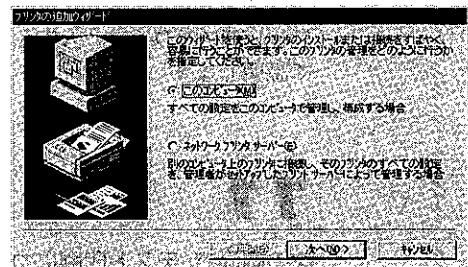 プリンタの追加ウィザード
このウィザードを使うと、プリンタのインストールまたは接続をすばやく、
容易に行うことができます。このプリンタの管理をどのように行うか
を指定してください。
このコンピュータ(M)
すべての設定をこのコンピュータで管理し、構成する場合
ネットワーク プリンタ サーバー(E)
別のコンピュータ上のプリンタに接続し、そのプリンタのすべての設定
を、管理者がセットアップしたプリント サーバーによって管理する場合
次へ(N) >
キャンセル